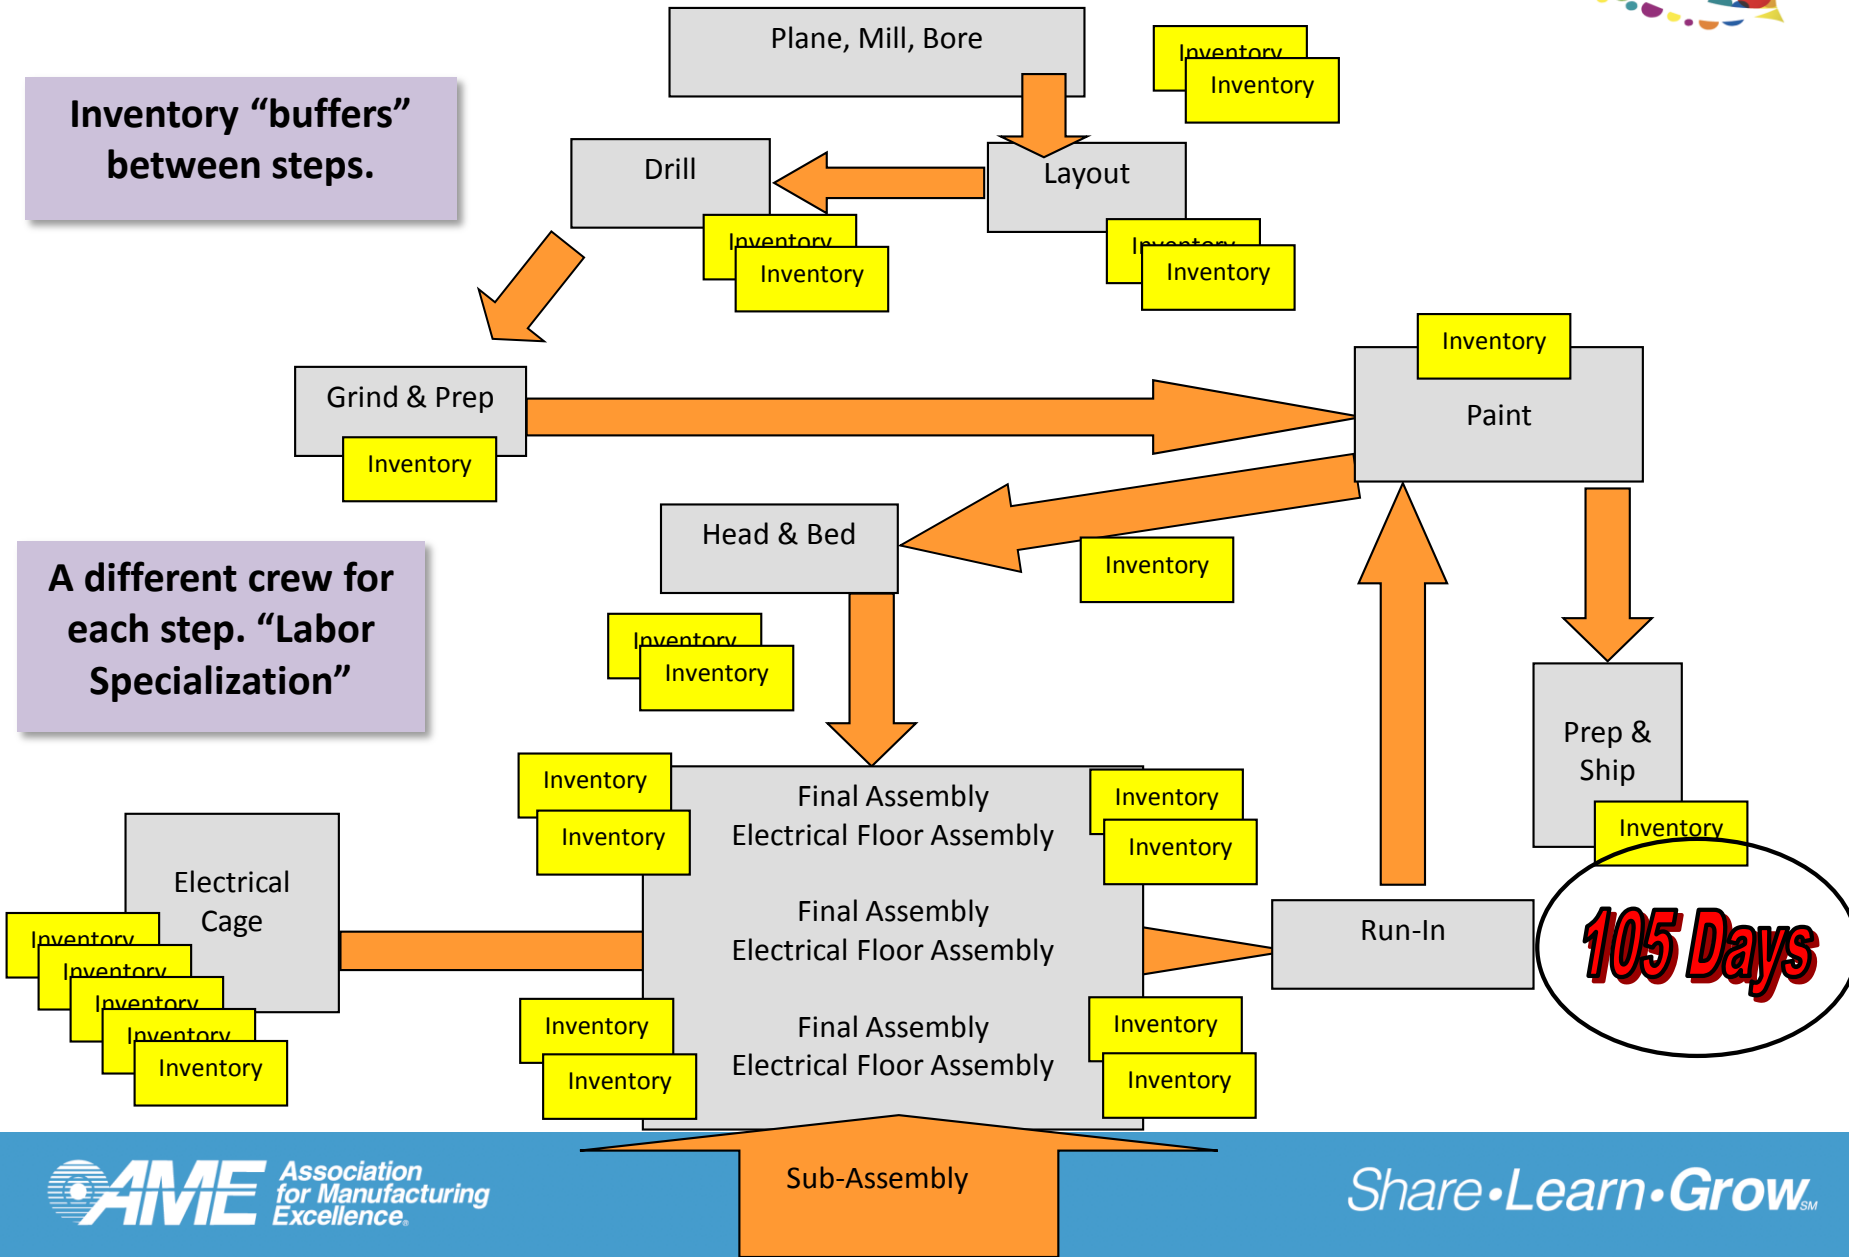 Plane, Mill, Bore
Inventory
Inventory
Inventory “buffers”
between steps.
Drill
Layout
Inventory
Inventory
Inventory
Inventory
Inventory
Grind & Prep
Paint
Inventory
Head & Bed
Inventory
A different crew for
each step. “Labor
Specialization”
Inventory
Inventory
Prep &
Ship
Inventory
Inventory
Inventory
Final Assembly
Electrical Floor Assembly
Inventory
Inventory
Electrical
Cage
Final Assembly
Electrical Floor Assembly
Run-In
105 Days
Inventory
Inventory
Inventory
Inventory
Inventory
Inventory
Inventory
Final Assembly
Electrical Floor Assembly
Inventory
Inventory
Sub-Assembly
AME Association
for Manufacturing
Excellence®
Share•Learn•Grow℠